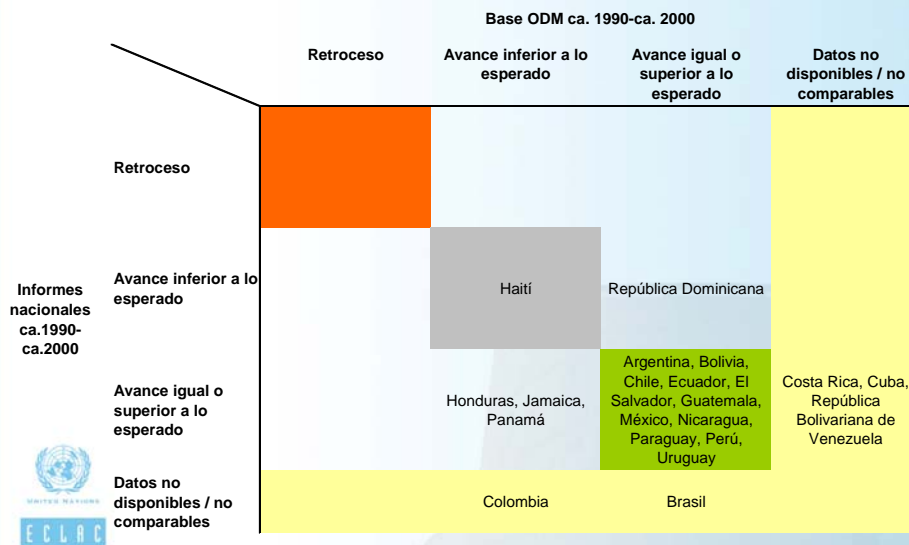 Base ODM ca. 1990-ca. 2000
Retroceso
Avance inferior a lo
esperado
Avance igual o
superior a lo
esperado
Datos no
disponibles / no
comparables
Informes
nacionales
ca.1990-
ca.2000
Retroceso
Avance inferior a lo
esperado
Haití
República Dominicana
Avance igual o
superior a lo
esperado
Honduras, Jamaica,
Panamá
Argentina, Bolivia,
Chile, Ecuador, El
Salvador, Guatemala,
México, Nicaragua,
Paraguay, Perú,
Uruguay
Costa Rica, Cuba,
República
Bolivariana de
Venezuela
Datos no
disponibles / no
comparables
Colombia
Brasil
UNITED NATIONS
ECLAC